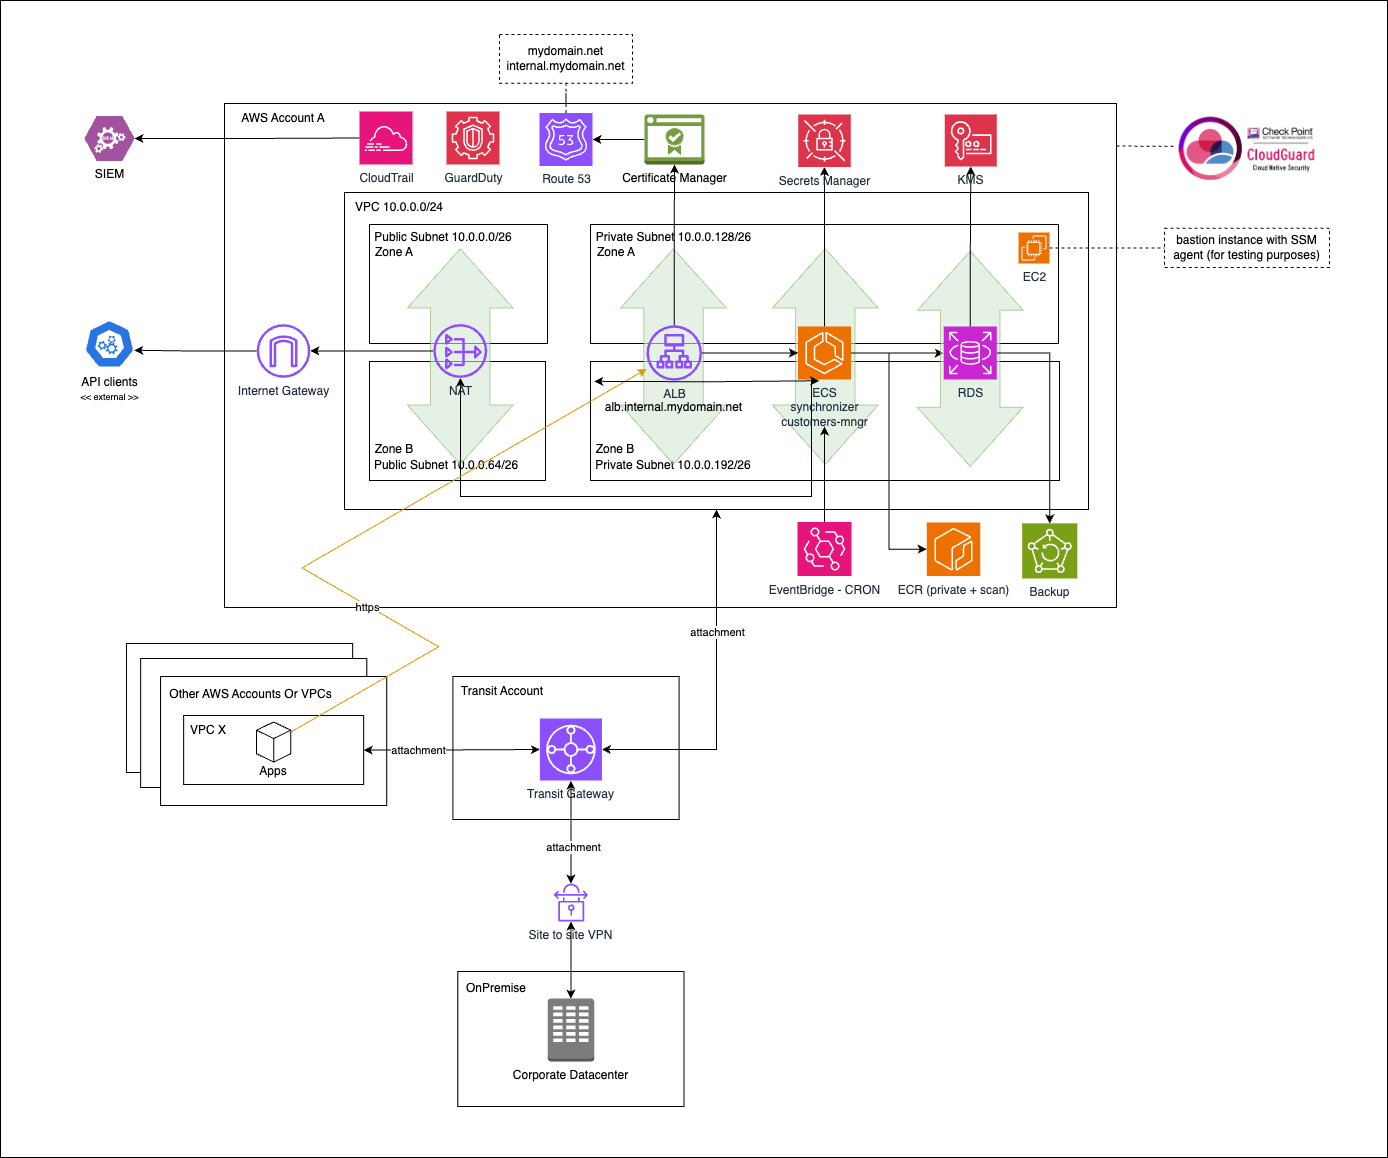 mydomain.net
internal.mydomain.net
AWS Account A
SIEM
SIEM
CloudTrail
GuardDuty
53
Route 53
Certificate Manager
Secrets Manager
KMS
Check Point
CloudGuard
Cloud Native Security
VPC 10.0.0.0/24
Public Subnet 10.0.0.0/26
Zone A
Private Subnet 10.0.0.128/26
Zone A
EC2
bastion instance with SSM
agent (for testing purposes)
API clients
<< external >>
Internet Gateway
NAT
ALB
alb.internal.mydomain.net
ECS
synchronizer
customers-mngr
RDS
Zone B
Public Subnet 10.0.0.64/26
Zone B
Private Subnet 10.0.0.192/26
EventBridge - CRON
ECR (private + scan)
Backup
https
attachment
Other AWS Accounts Or VPCs
VPC X
Apps
attachment
Transit Account
Transit Gateway
attachment
Site to site VPN
OnPremise
Corporate Datacenter